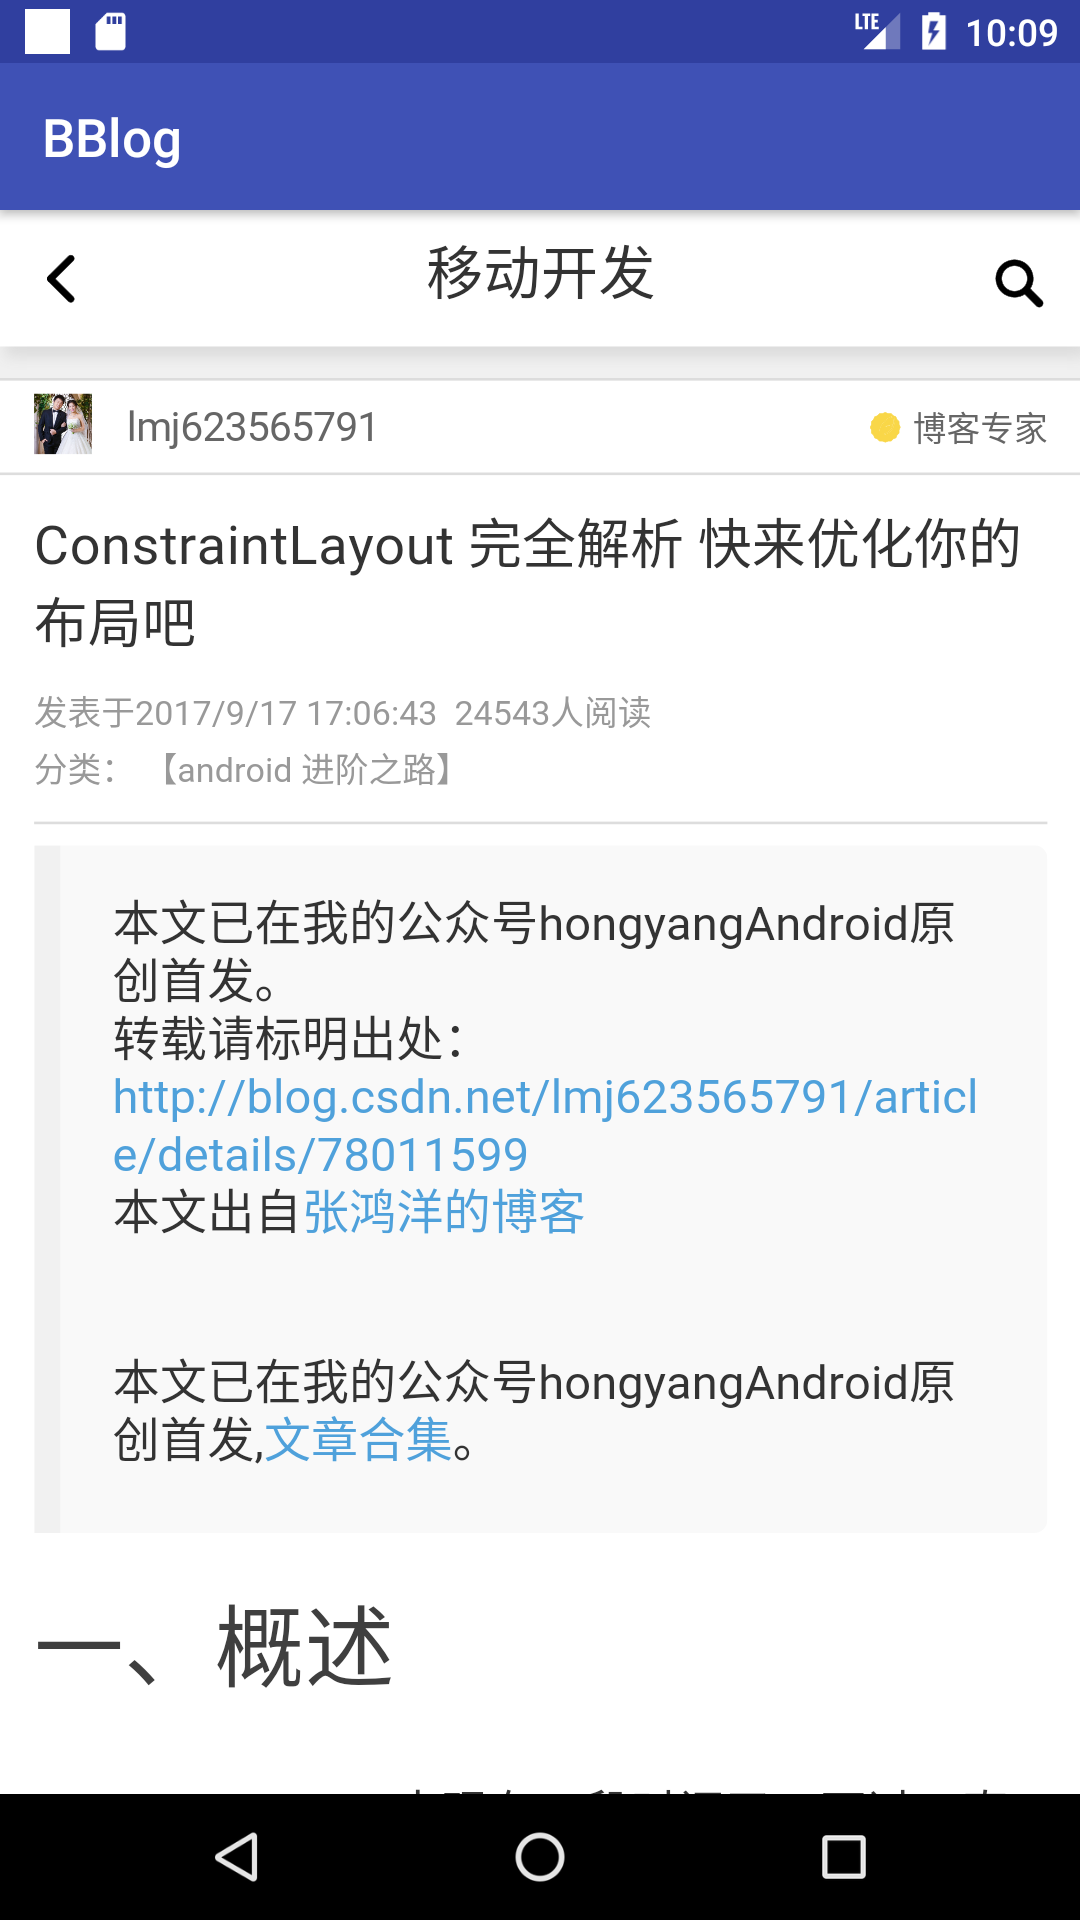 LTE 10:09
BBlog
移动开发
lmj623565791 博客专家
ConstraintLayout 完全解析 快来优化你的
布局吧
发表于2017/9/17 17:06:43 24543人阅读
分类： 【android 进阶之路】
本文已在我的公众号hongyangAndroid原
创首发。
转载请标明出处：
http://blog.csdn.net/lmj623565791/articl
e/details/78011599
本文出自张鸿洋的博客
本文已在我的公众号hongyangAndroid原
创首发,文章合集。
一、概述